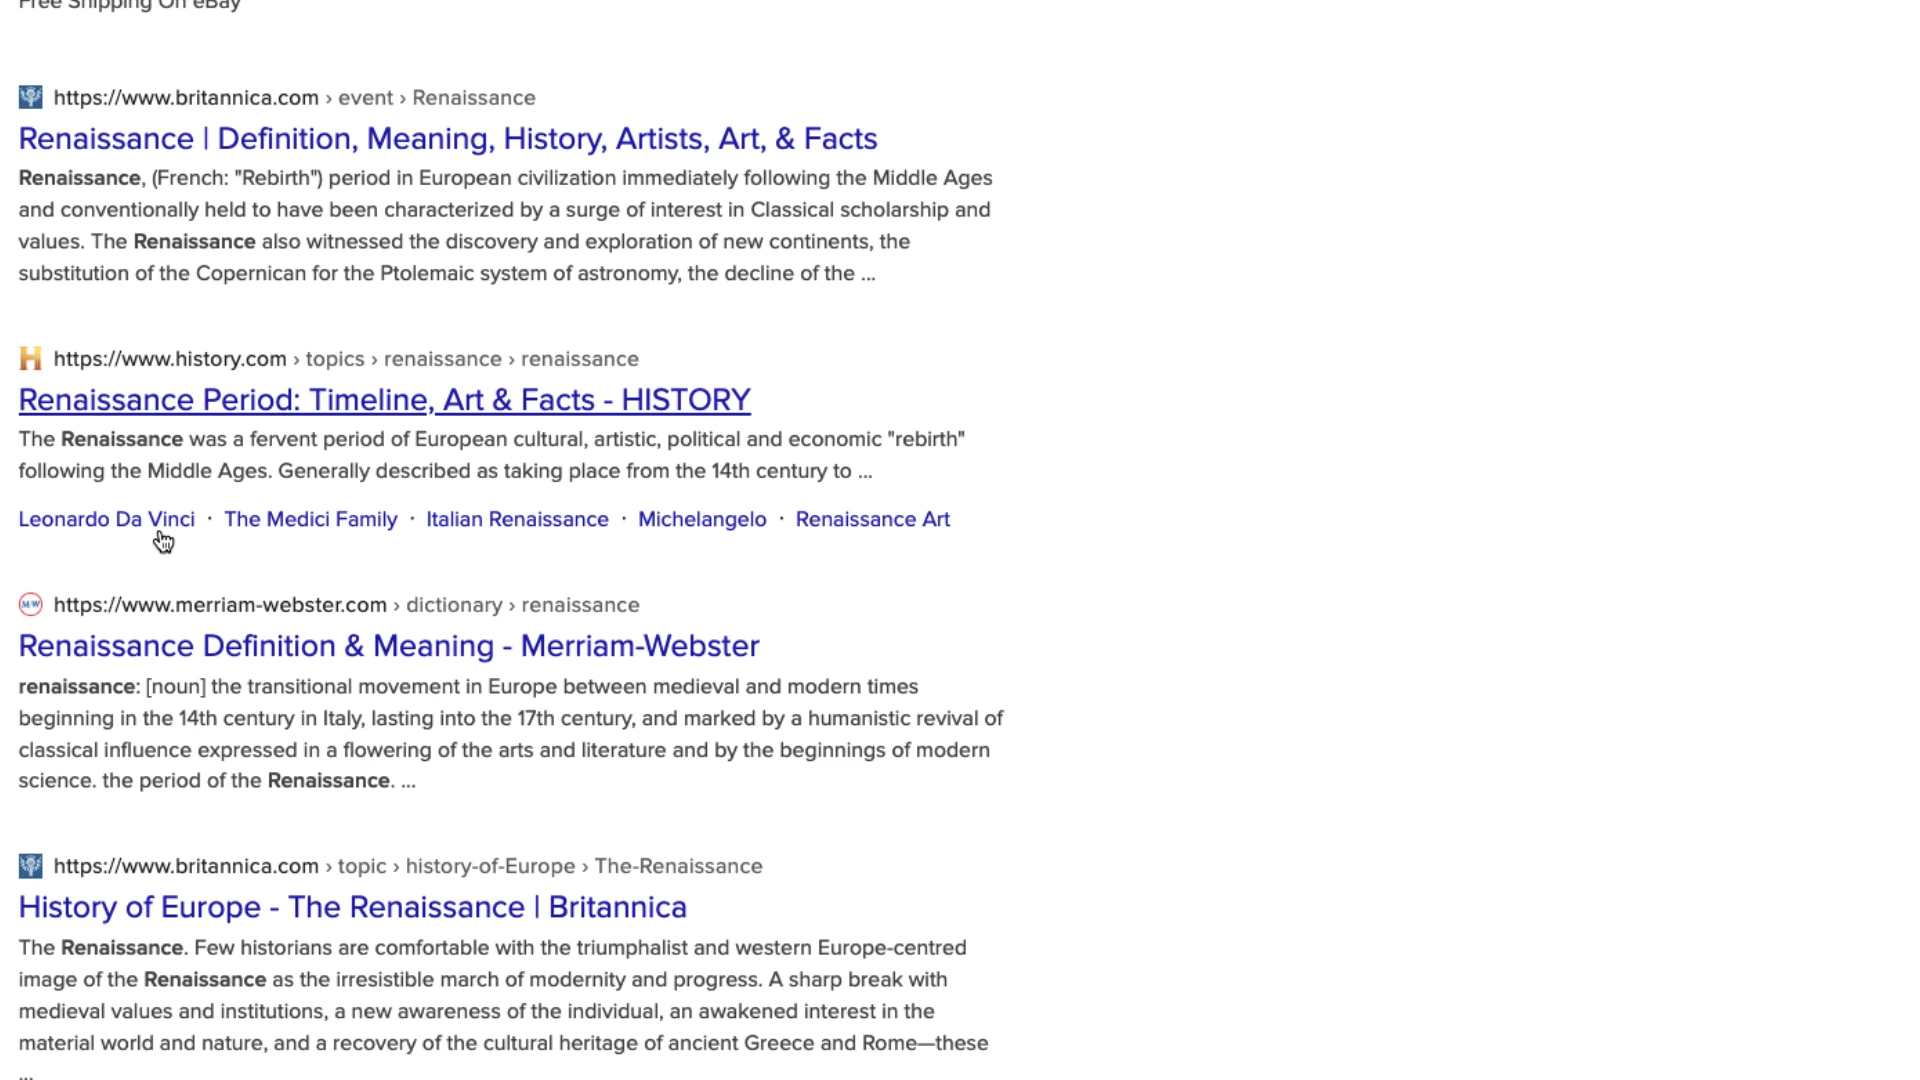 Free Shipping On eBay
https://www.britannica.com › event › Renaissance
Renaissance | Definition, Meaning, History, Artists, Art, & Facts
Renaissance, (French: "Rebirth") period in European civilization immediately following the Middle Ages
and conventionally held to have been characterized by a surge of interest in Classical scholarship and
values. The Renaissance also witnessed the discovery and exploration of new continents, the
substitution of the Copernican for the Ptolemaic system of astronomy, the decline of the ...
H https://www.history.com › topics › renaissance › renaissance
Renaissance Period: Timeline, Art & Facts - HISTORY
The Renaissance was a fervent period of European cultural, artistic, political and economic "rebirth"
following the Middle Ages. Generally described as taking place from the 14th century to ...
Leonardo Da Vinci · The Medici Family · Italian Renaissance · Michelangelo · Renaissance Art
M-W https://www.merriam-webster.com › dictionary › renaissance
Renaissance Definition & Meaning - Merriam-Webster
renaissance: [noun] the transitional movement in Europe between medieval and modern times
beginning in the 14th century in Italy, lasting into the 17th century, and marked by a humanistic revival of
classical influence expressed in a flowering of the arts and literature and by the beginnings of modern
science. the period of the Renaissance. ...
https://www.britannica.com › topic › history-of-Europe › The-Renaissance
History of Europe - The Renaissance | Britannica
The Renaissance. Few historians are comfortable with the triumphalist and western Europe-centred
image of the Renaissance as the irresistible march of modernity and progress. A sharp break with
medieval values and institutions, a new awareness of the individual, an awakened interest in the
material world and nature, and a recovery of the cultural heritage of ancient Greece and Rome—these
...